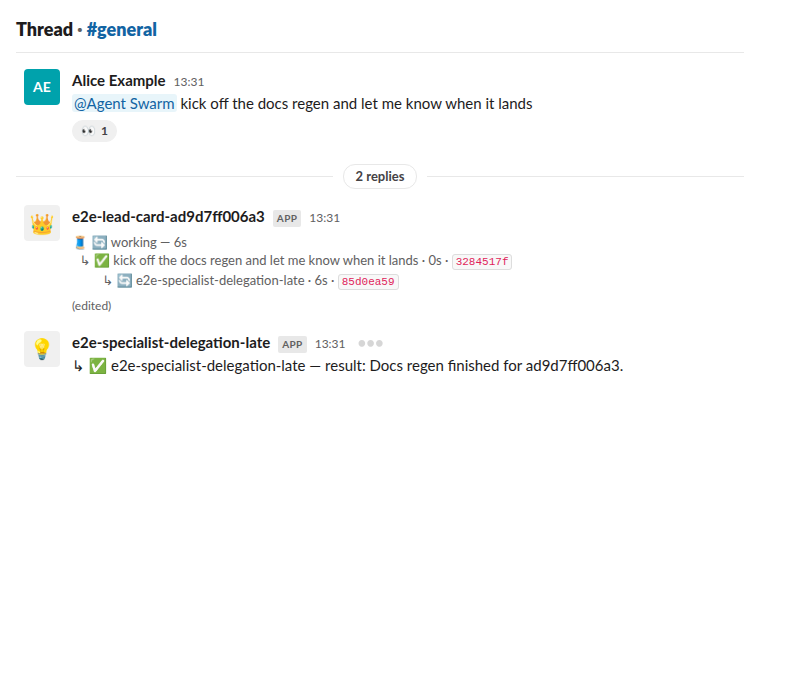 Thread • #general
AE
Alice Example 13:31
@Agent Swarm kick off the docs regen and let me know when it lands
👀 1
2 replies
e2e-lead-card-ad9d7ff006a3 APP 13:31
🧵 🔄 working — 6s
↳ ✅ kick off the docs regen and let me know when it lands · 0s · 3284517f
↳ 🔄 e2e-specialist-delegation-late · 6s · 85d0ea59
(edited)
e2e-specialist-delegation-late APP 13:31
↳ ✅ e2e-specialist-delegation-late — result: Docs regen finished for ad9d7ff006a3.